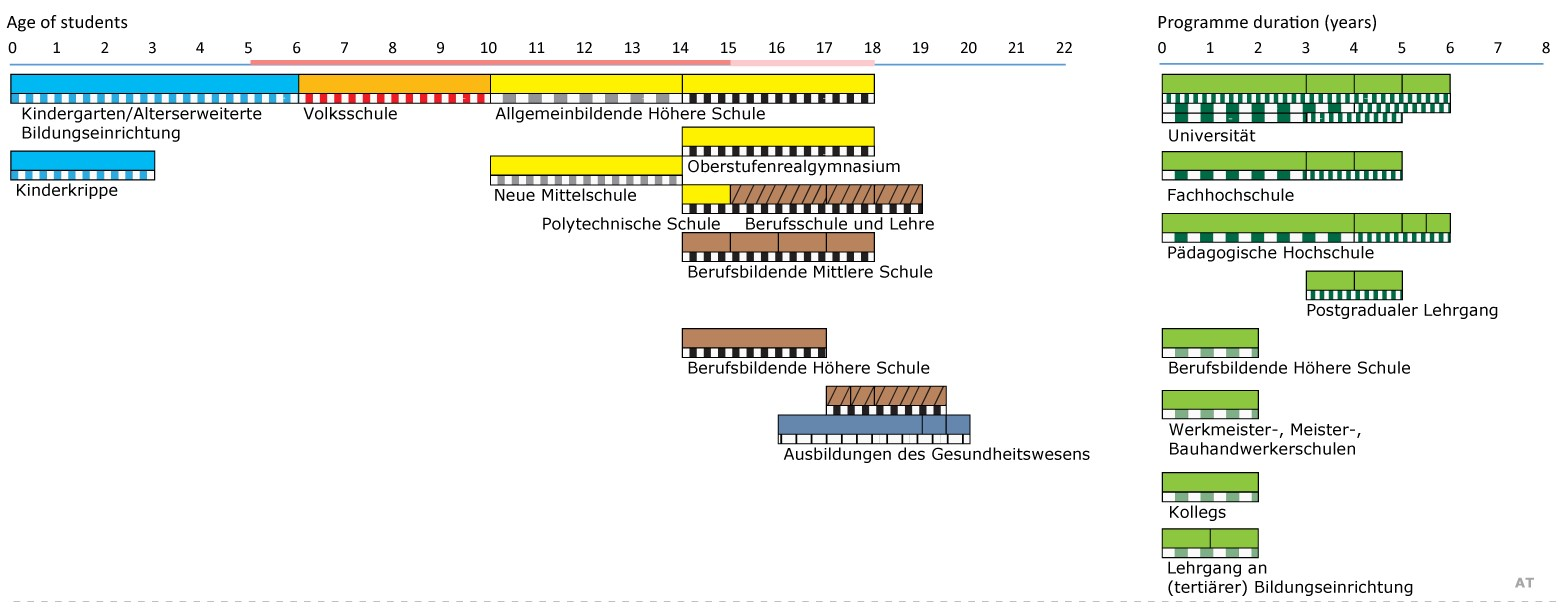 Age of students
Programme duration (years)
0 1 2 3 4 5 6 7 8 9 10 11 12 13 14 15 16 17 18 19 20 21 22
0 1 2 3 4 5 6 7 8
Kindergarten/Alterserweiterte
Bildungseinrichtung
Volksschule
Allgemeinbildende Höhere Schule
Kinderkrippe
Oberstufenrealgymnasium
Neue Mittelschule
Polytechnische Schule
Berufsschule und Lehre
Berufsbildende Mittlere Schule
Berufsbildende Höhere Schule
Ausbildungen des Gesundheitswesens
Universität
Fachhochschule
Pädagogische Hochschule
Postgradualer Lehrgang
Berufsbildende Höhere Schule
Werkmeister-, Meister-,
Bauhandwerkerschulen
Kollegs
Lehrgang an
(tertiärer) Bildungseinrichtung
AT